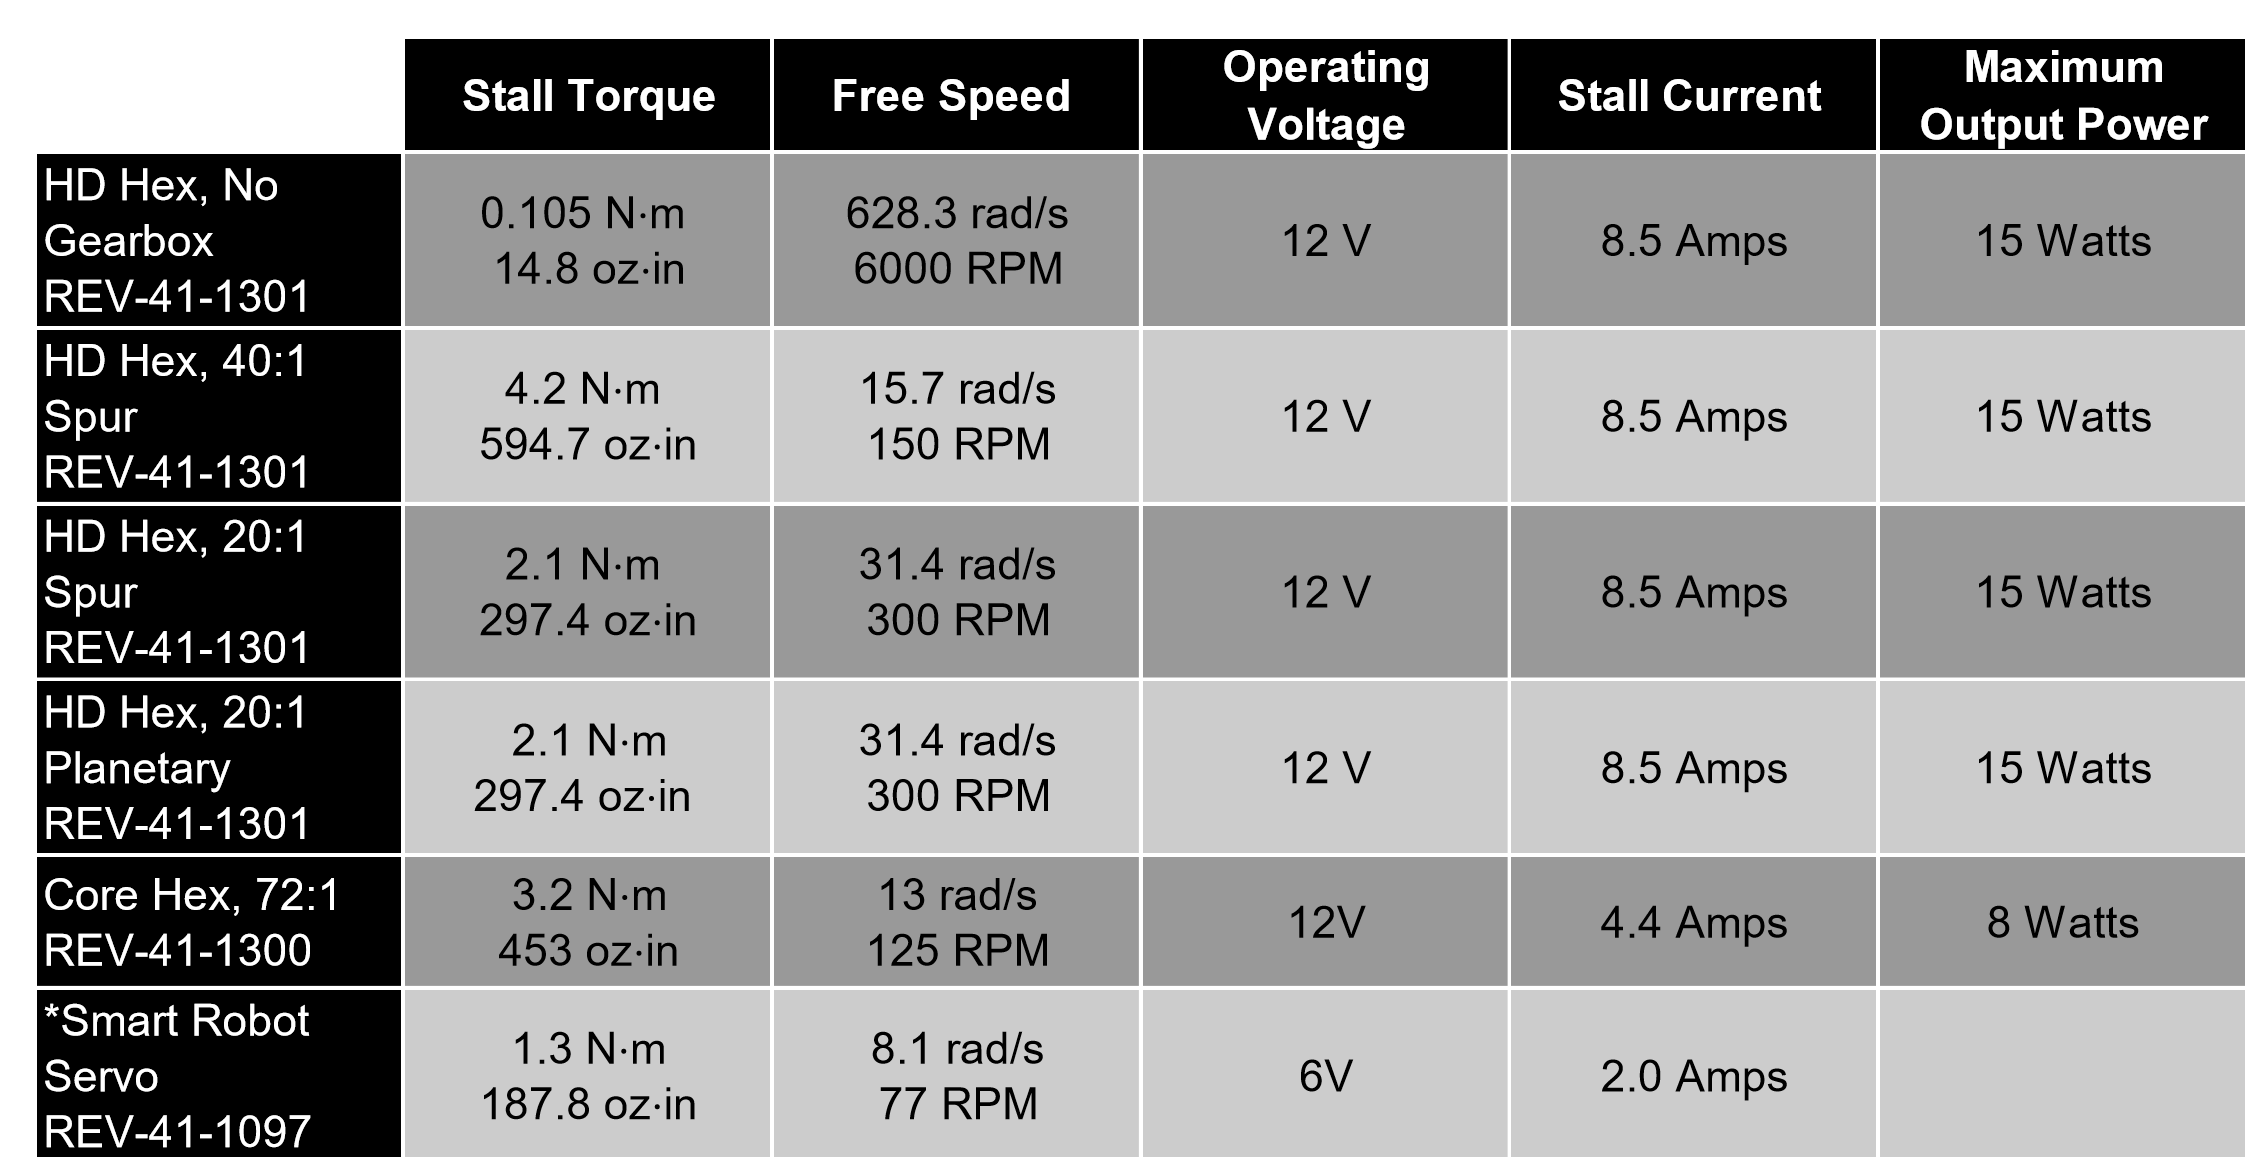 Stall Torque
Free Speed
Operating
Voltage
Stall Current
Maximum
Output Power
HD Hex, No
Gearbox
REV-41-1301
0.105 N·m
14.8 oz·in
628.3 rad/s
6000 RPM
12 V
8.5 Amps
15 Watts
HD Hex, 40:1
Spur
REV-41-1301
4.2 N·m
594.7 oz·in
15.7 rad/s
150 RPM
12 V
8.5 Amps
15 Watts
HD Hex, 20:1
Spur
REV-41-1301
2.1 N·m
297.4 oz·in
31.4 rad/s
300 RPM
12 V
8.5 Amps
15 Watts
HD Hex, 20:1
Planetary
REV-41-1301
2.1 N·m
297.4 oz·in
31.4 rad/s
300 RPM
12 V
8.5 Amps
15 Watts
Core Hex, 72:1
REV-41-1300
3.2 N·m
453 oz·in
13 rad/s
125 RPM
12V
4.4 Amps
8 Watts
*Smart Robot
Servo
REV-41-1097
1.3 N·m
187.8 oz·in
8.1 rad/s
77 RPM
6V
2.0 Amps